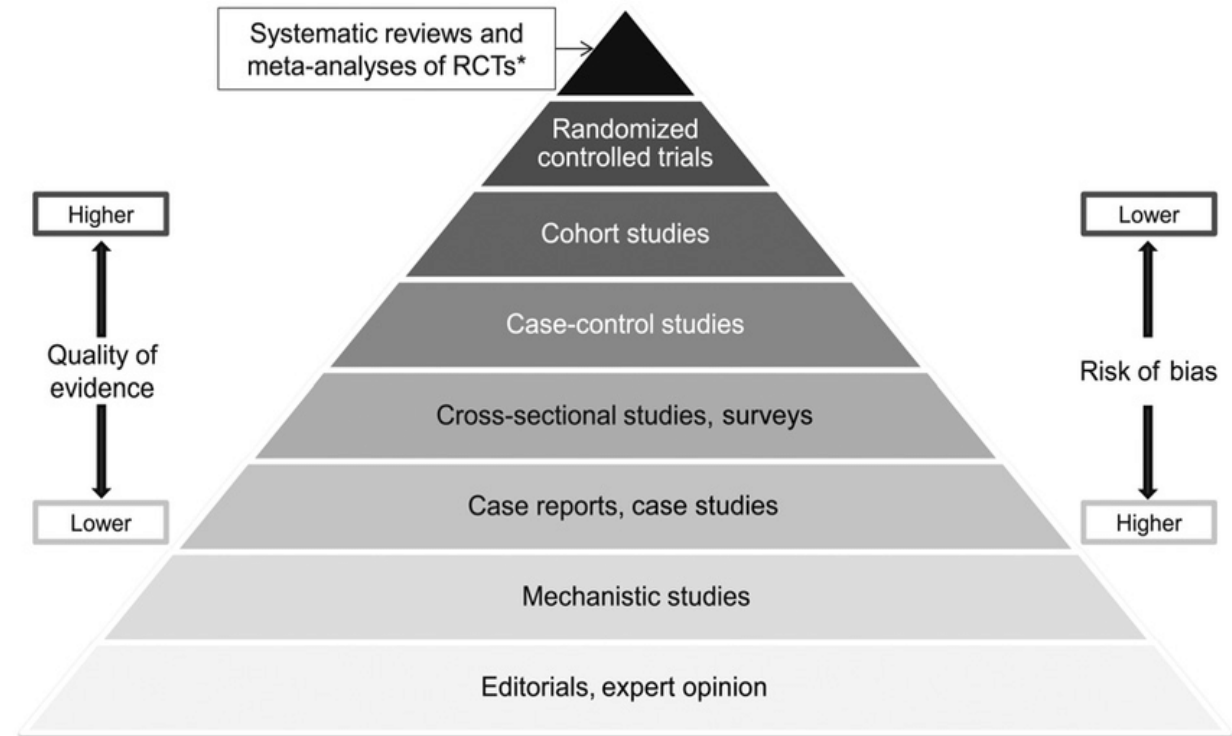 Systematic reviews and
meta-analyses of RCTs*
Randomized
controlled trials
Higher
Lower
Cohort studies
Case-control studies
Quality of
evidence
Risk of bias
Cross-sectional studies, surveys
Case reports, case studies
Lower
Higher
Mechanistic studies
Editorials, expert opinion